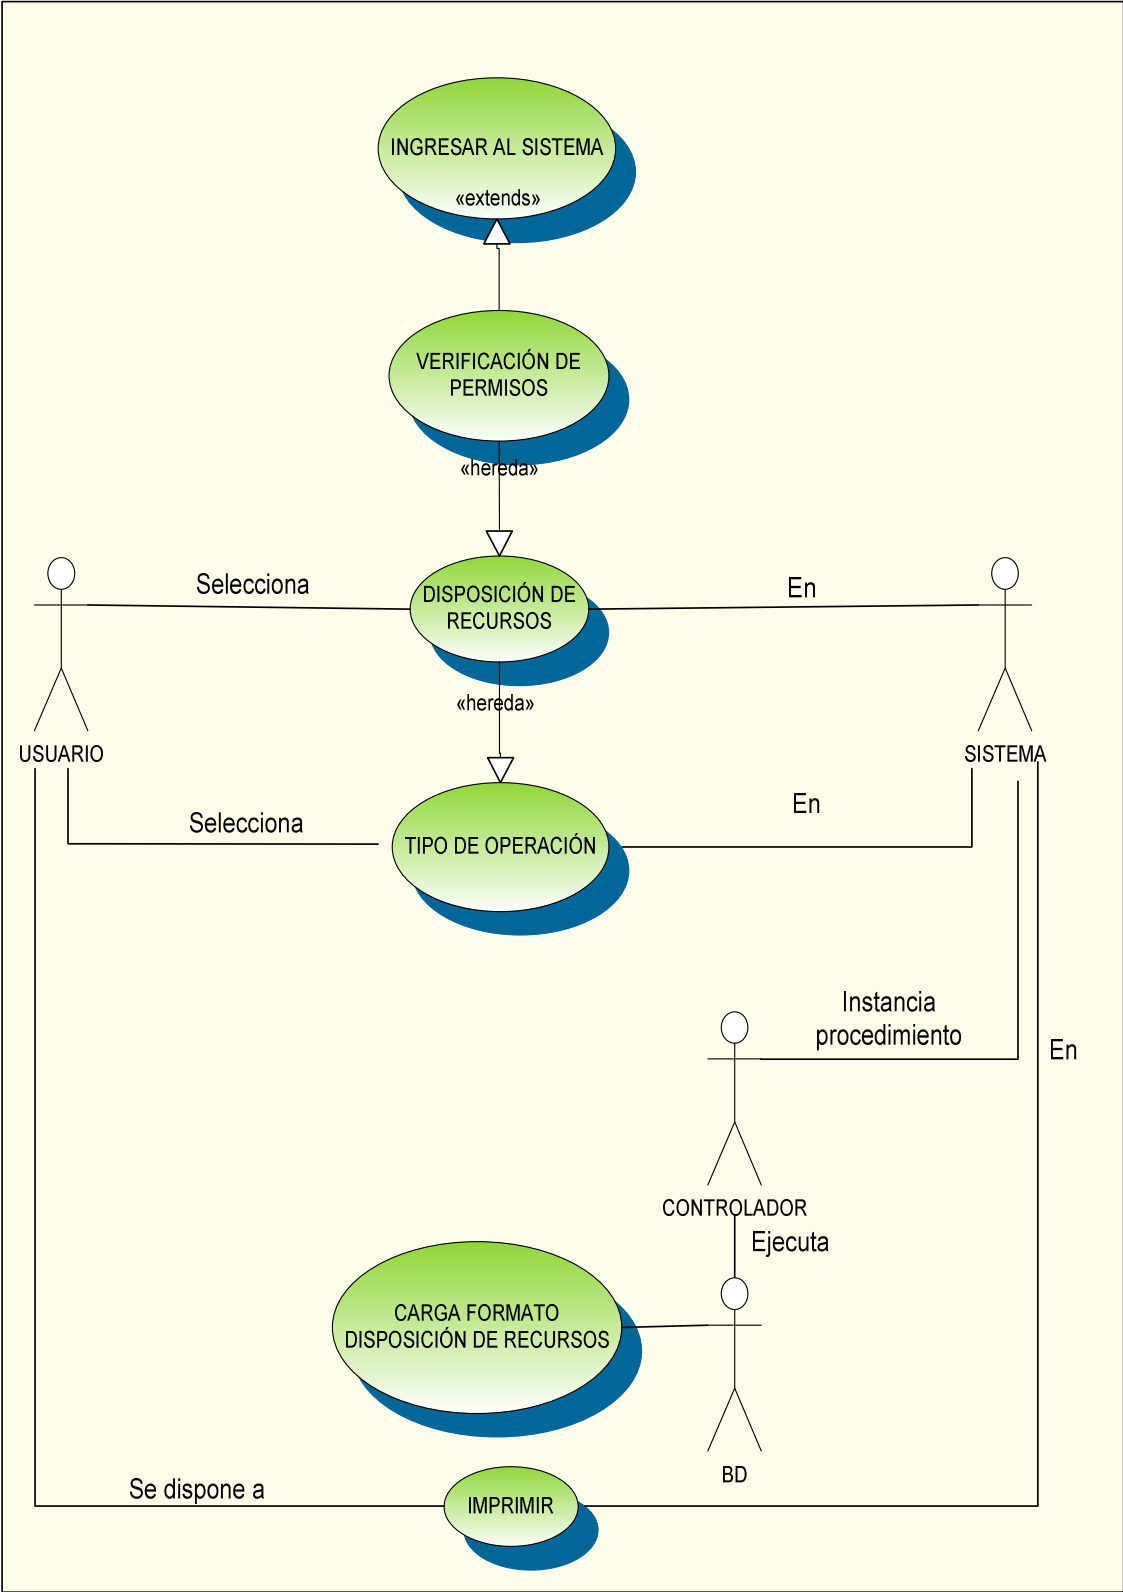 INGRESAR AL SISTEMA
«extends»
VERIFICACIÓN DE
PERMISOS
«hereda»
Selecciona
DISPOSICIÓN DE
RECURSOS
En
«hereda»
USUARIO
SISTEMA
Selecciona
TIPO DE OPERACIÓN
En
Instancia
procedimiento
En
CONTROLADOR
Ejecuta
CARGA FORMATO
DISPOSICIÓN DE RECURSOS
BD
Se dispone a
IMPRIMIR